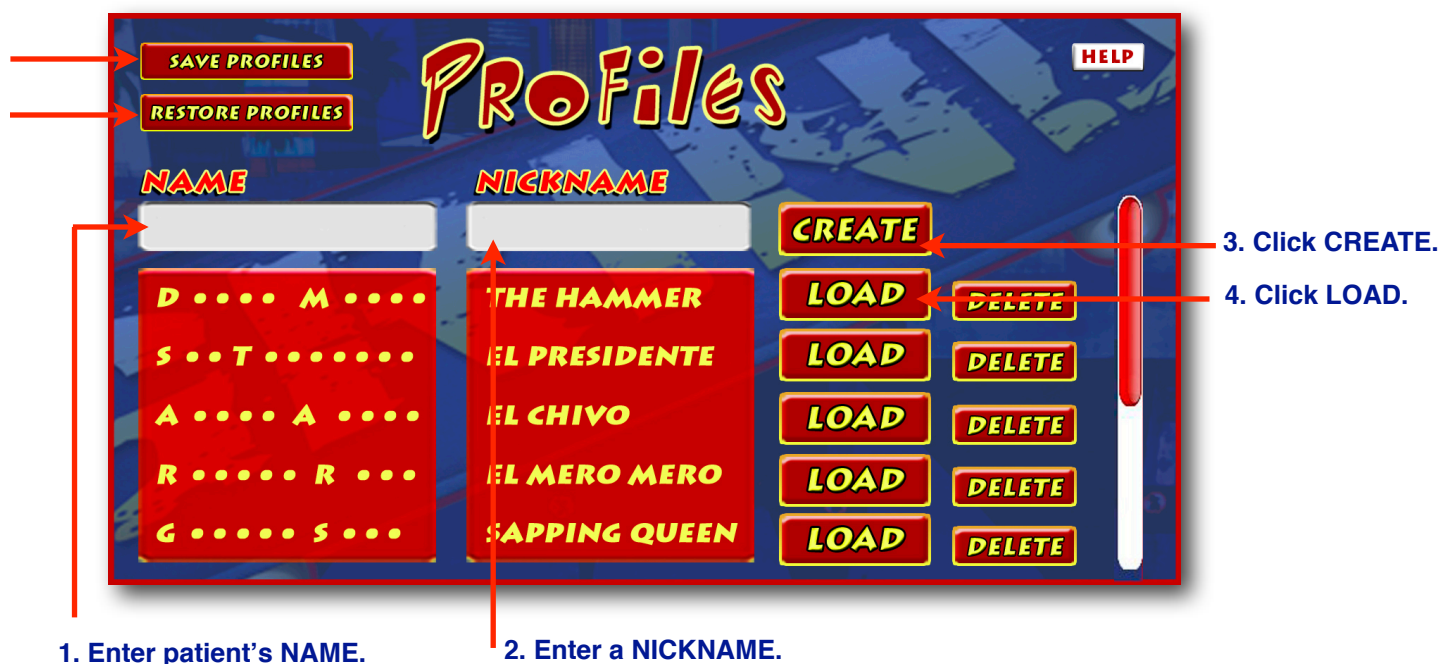 SAVE PROFILES
RESTORE PROFILES
PROFILES
HELP
NAME
NICKNAME
CREATE
3. Click CREATE.
D •••• M ••••
THE HAMMER
LOAD
DELETE
4. Click LOAD.
S •• T •••••••
EL PRESIDENTE
LOAD
DELETE
A •••• A ••••
EL CHIVO
LOAD
DELETE
R ••••• R •••
EL MERO MERO
LOAD
DELETE
G ••••• S •••
SAPPING QUEEN
LOAD
DELETE
1. Enter patient’s NAME.
2. Enter a NICKNAME.